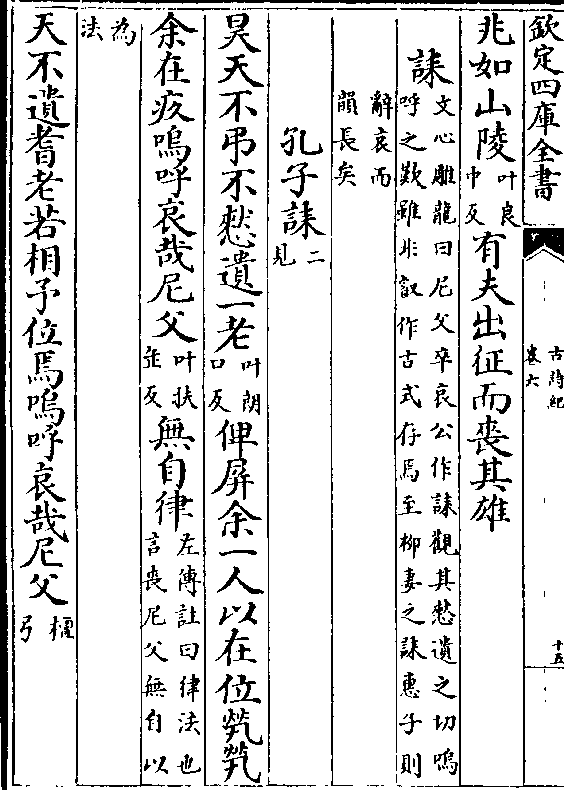 欽定四庫全書
古詩紀
卷六
十五
兆如山陵叶良中反有夫出征而喪其雄
誄文心雕龍曰尼父卒哀公作誄觀其憖遺之切嗚呼之歎雖非叡作古式存焉至柳妻之誄惠子則
辭哀而韻長矣
孔子誄二見
昊天不弔不憖遺一老叶朗口反俾屏余一人以在位煢煢
余在疚嗚呼哀哉尼父叶扶缶反無自律左傳註曰律法也言喪尼父無自以
為法
天不遺耆老若相予位焉嗚呼哀哉尼父檀弓